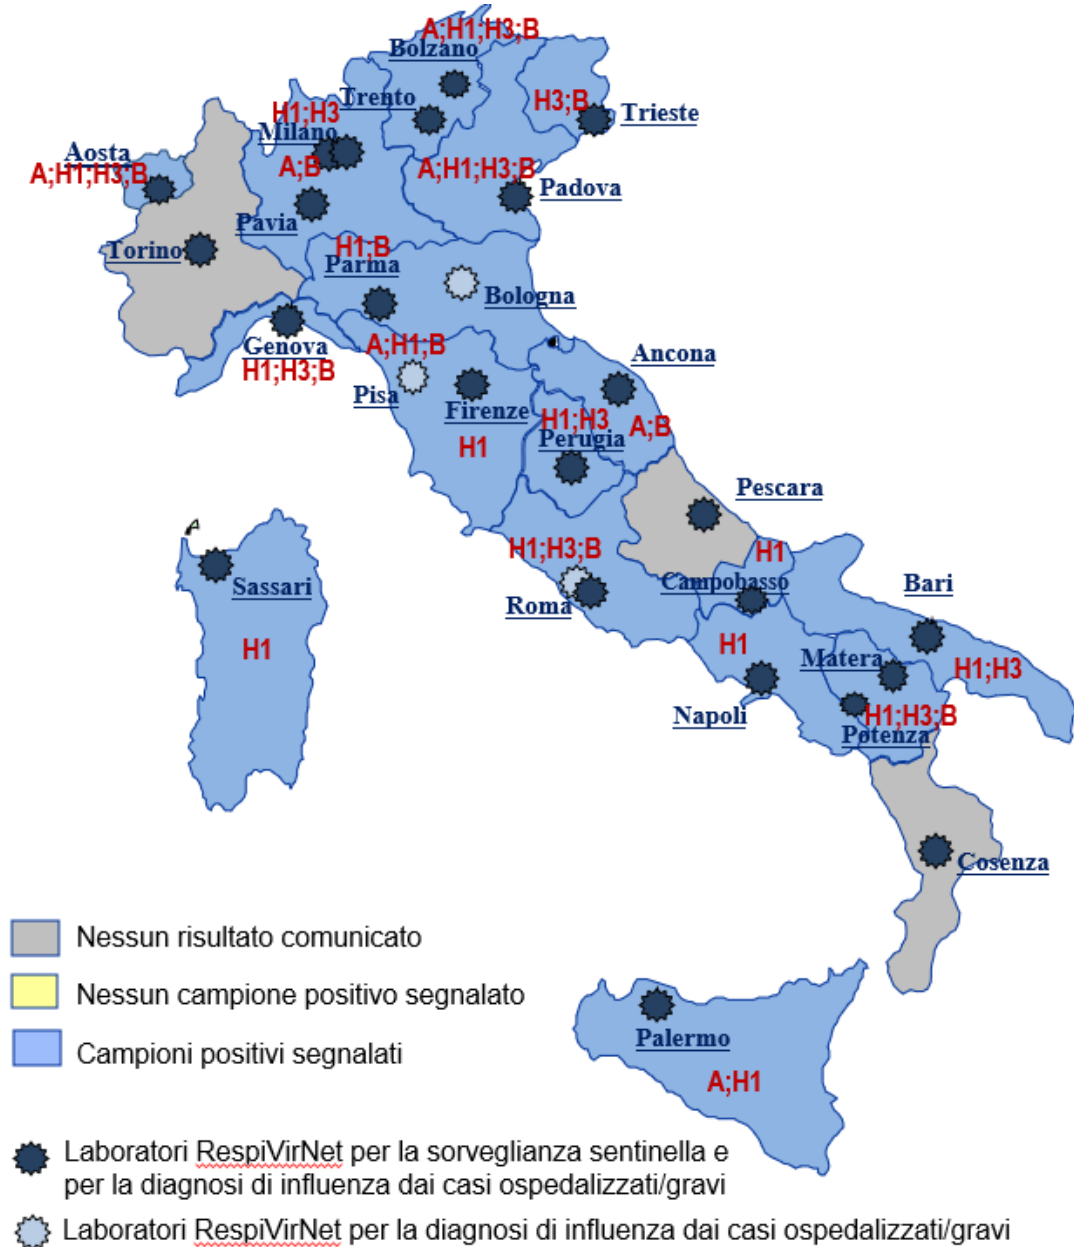 A;H1;H3;B
Bolzano
Trento
H3;B
Trieste
H1;H3
Milano
Aosta
A;H1;H3;B
A;B
A;H1;H3;B
Padova
Pavia
Torino
H1;B
Parma
Bologna
Genova
H1;H3;B
A;H1;B
Pisa
Firenze
H1
Ancona
H1;H3
A;B
Perugia
Pescara
H1;H3;B
Roma
H1
Campobasso
Sassari
H1
Bari
H1
Matera
H1;H3
Napoli
H1;H3;B
Potenza
Cosenza
Nessun risultato comunicato
Nessun campione positivo segnalato
Campioni positivi segnalati
Palermo
A;H1
Laboratori RespiVirNet per la sorveglianza sentinella e
per la diagnosi di influenza dai casi ospedalizzati/gravi
Laboratori RespiVirNet per la diagnosi di influenza dai casi ospedalizzati/gravi